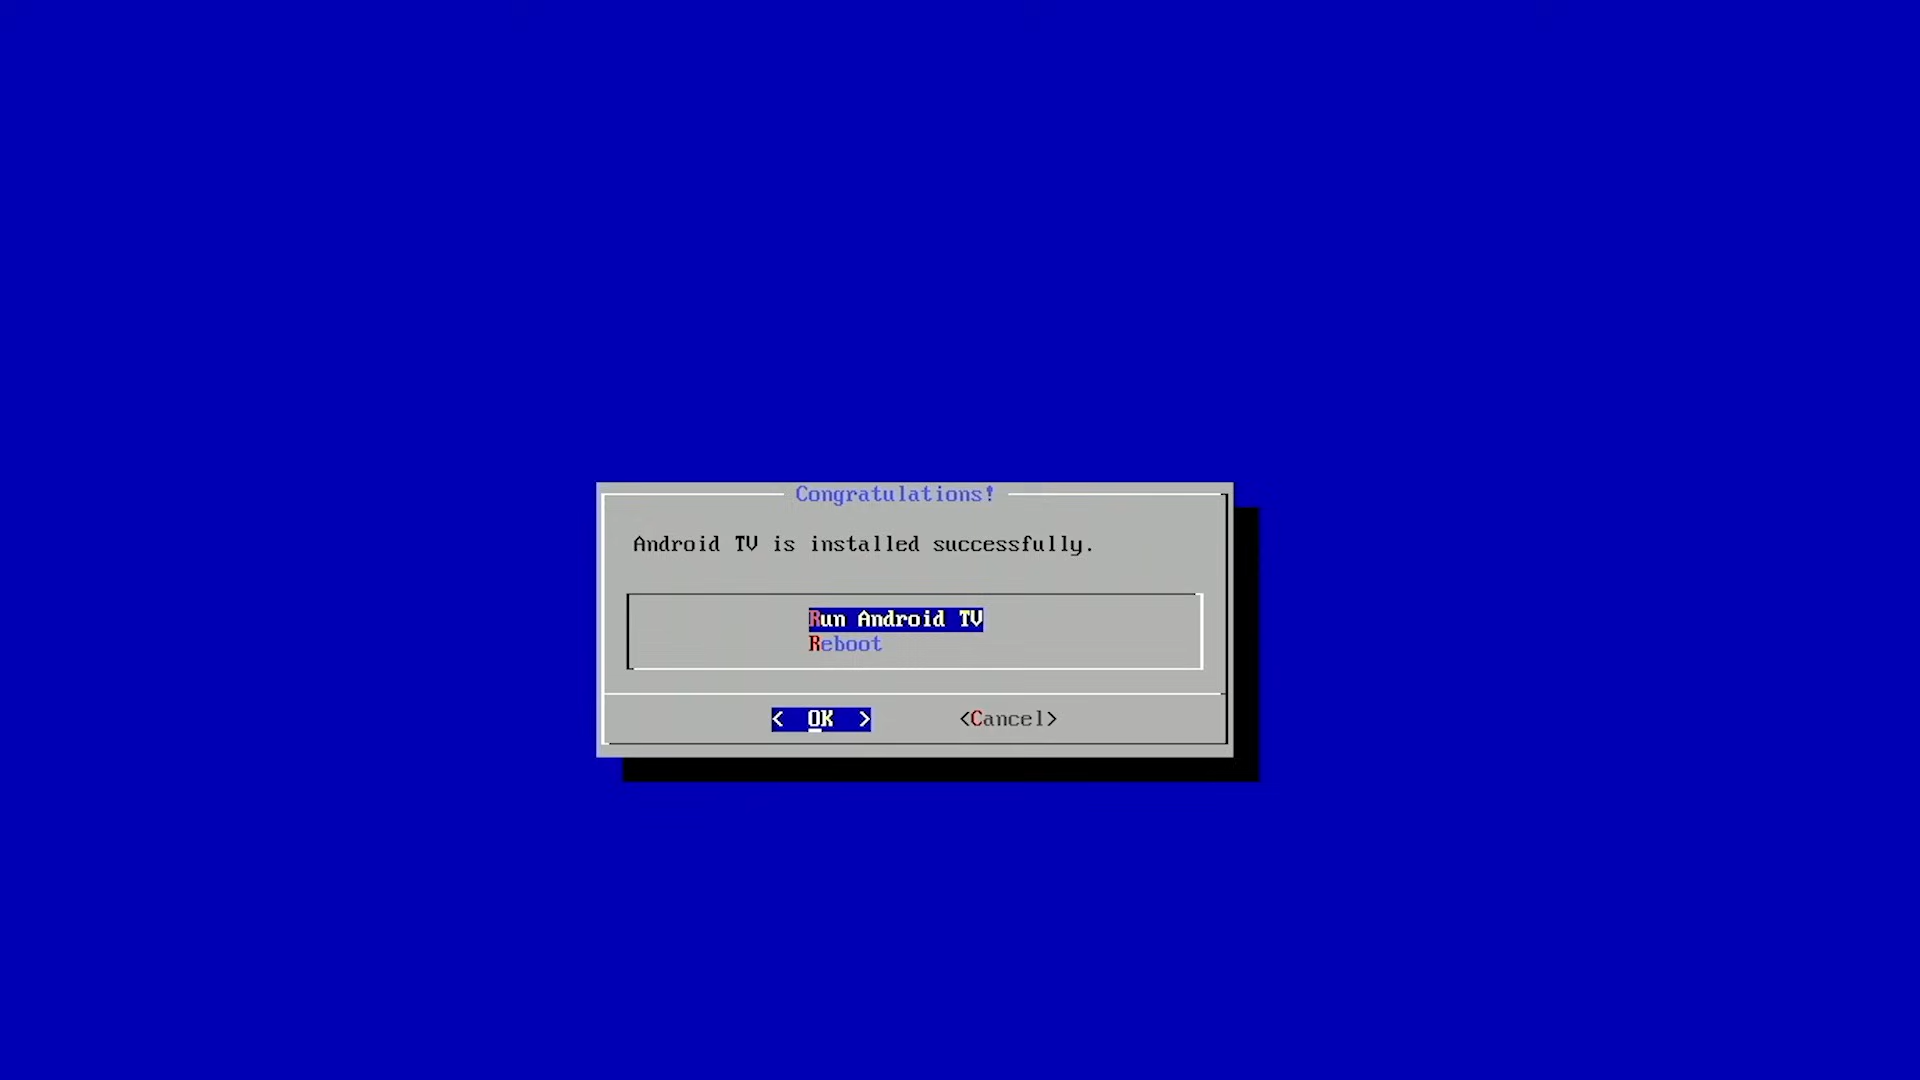 Congratulations!
Android TV is installed successfully.
Run Android TV
Reboot
< OK > <Cancel>